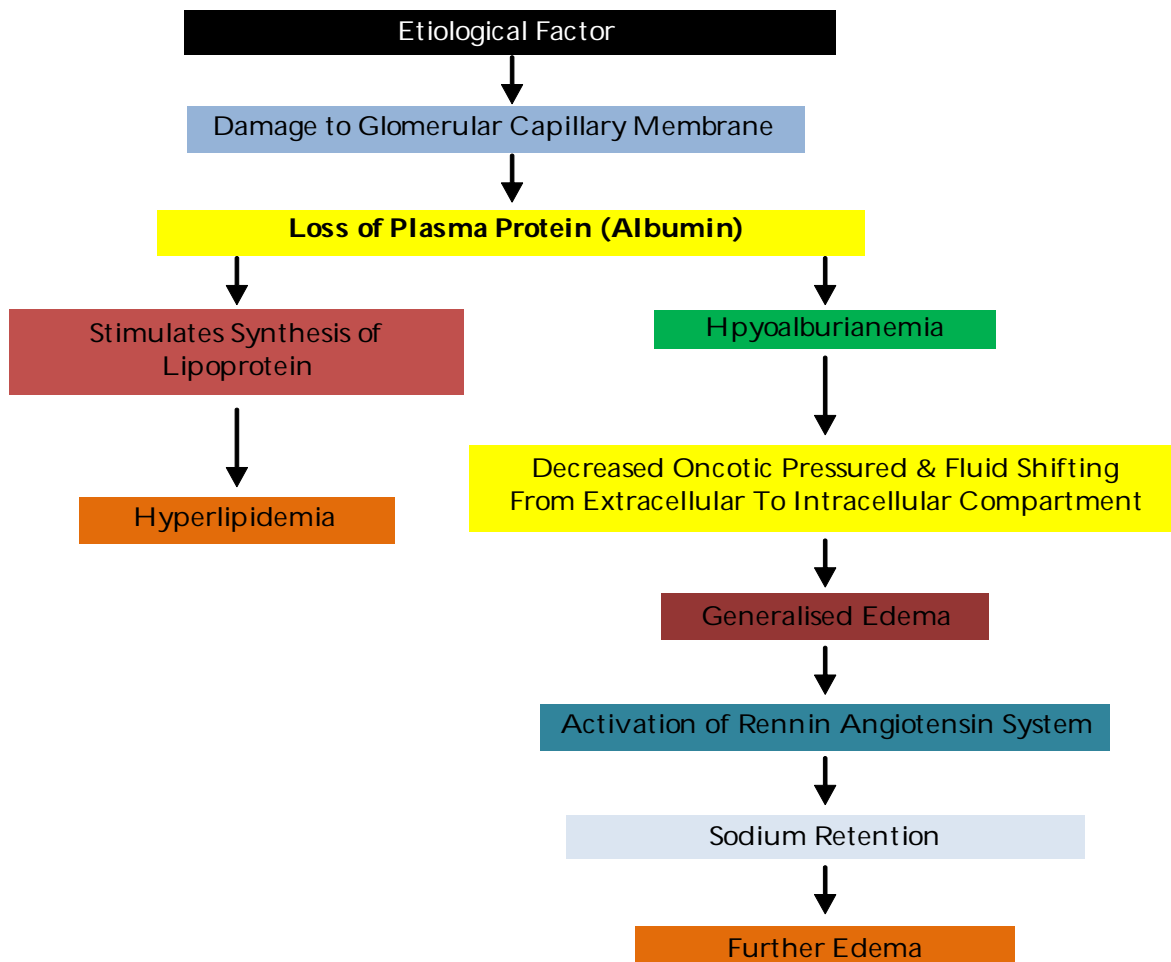 Etiological Factor
Damage to Glomerular Capillary Membrane
Loss of Plasma Protein (Albumin)
Stimulates Synthesis of
Lipoprotein
Hyperlipidemia
Hpyoalburianemia
Decreased Oncotic Pressured & Fluid Shifting
From Extracellular To Intracellular Compartment
Generalised Edema
Activation of Rennin Angiotensin System
Sodium Retention
Further Edema